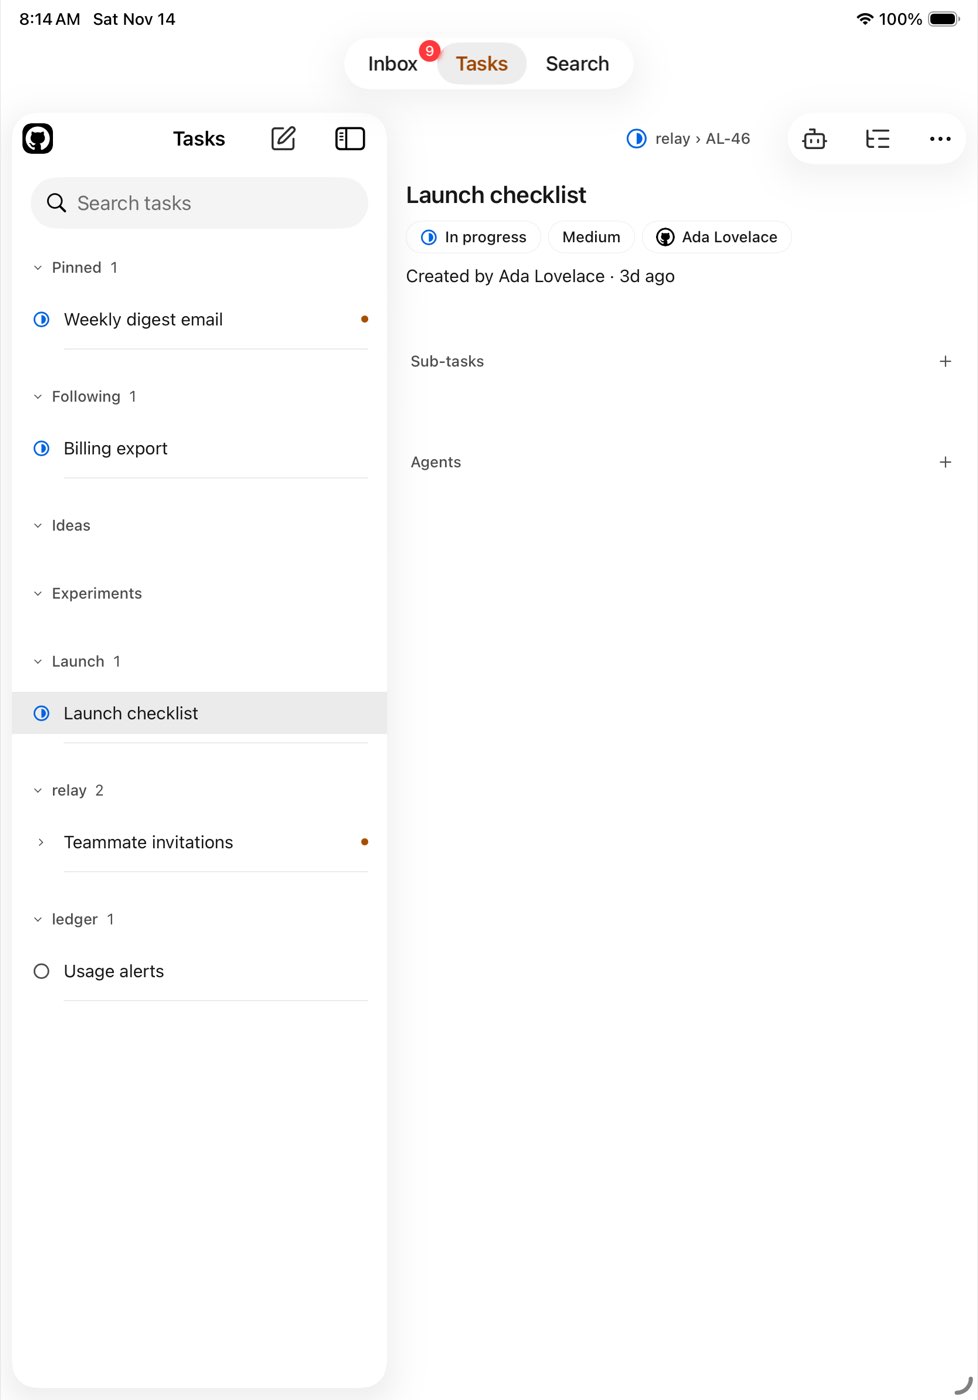 8:14 AM Sat Nov 14
100%
Inbox 9 Tasks Search
Tasks
Search tasks
Pinned 1
Weekly digest email
Following 1
Billing export
Ideas
Experiments
Launch 1
Launch checklist
relay 2
Teammate invitations
ledger 1
Usage alerts
relay › AL-46
Launch checklist
In progress Medium Ada Lovelace
Created by Ada Lovelace · 3d ago
Sub-tasks
Agents